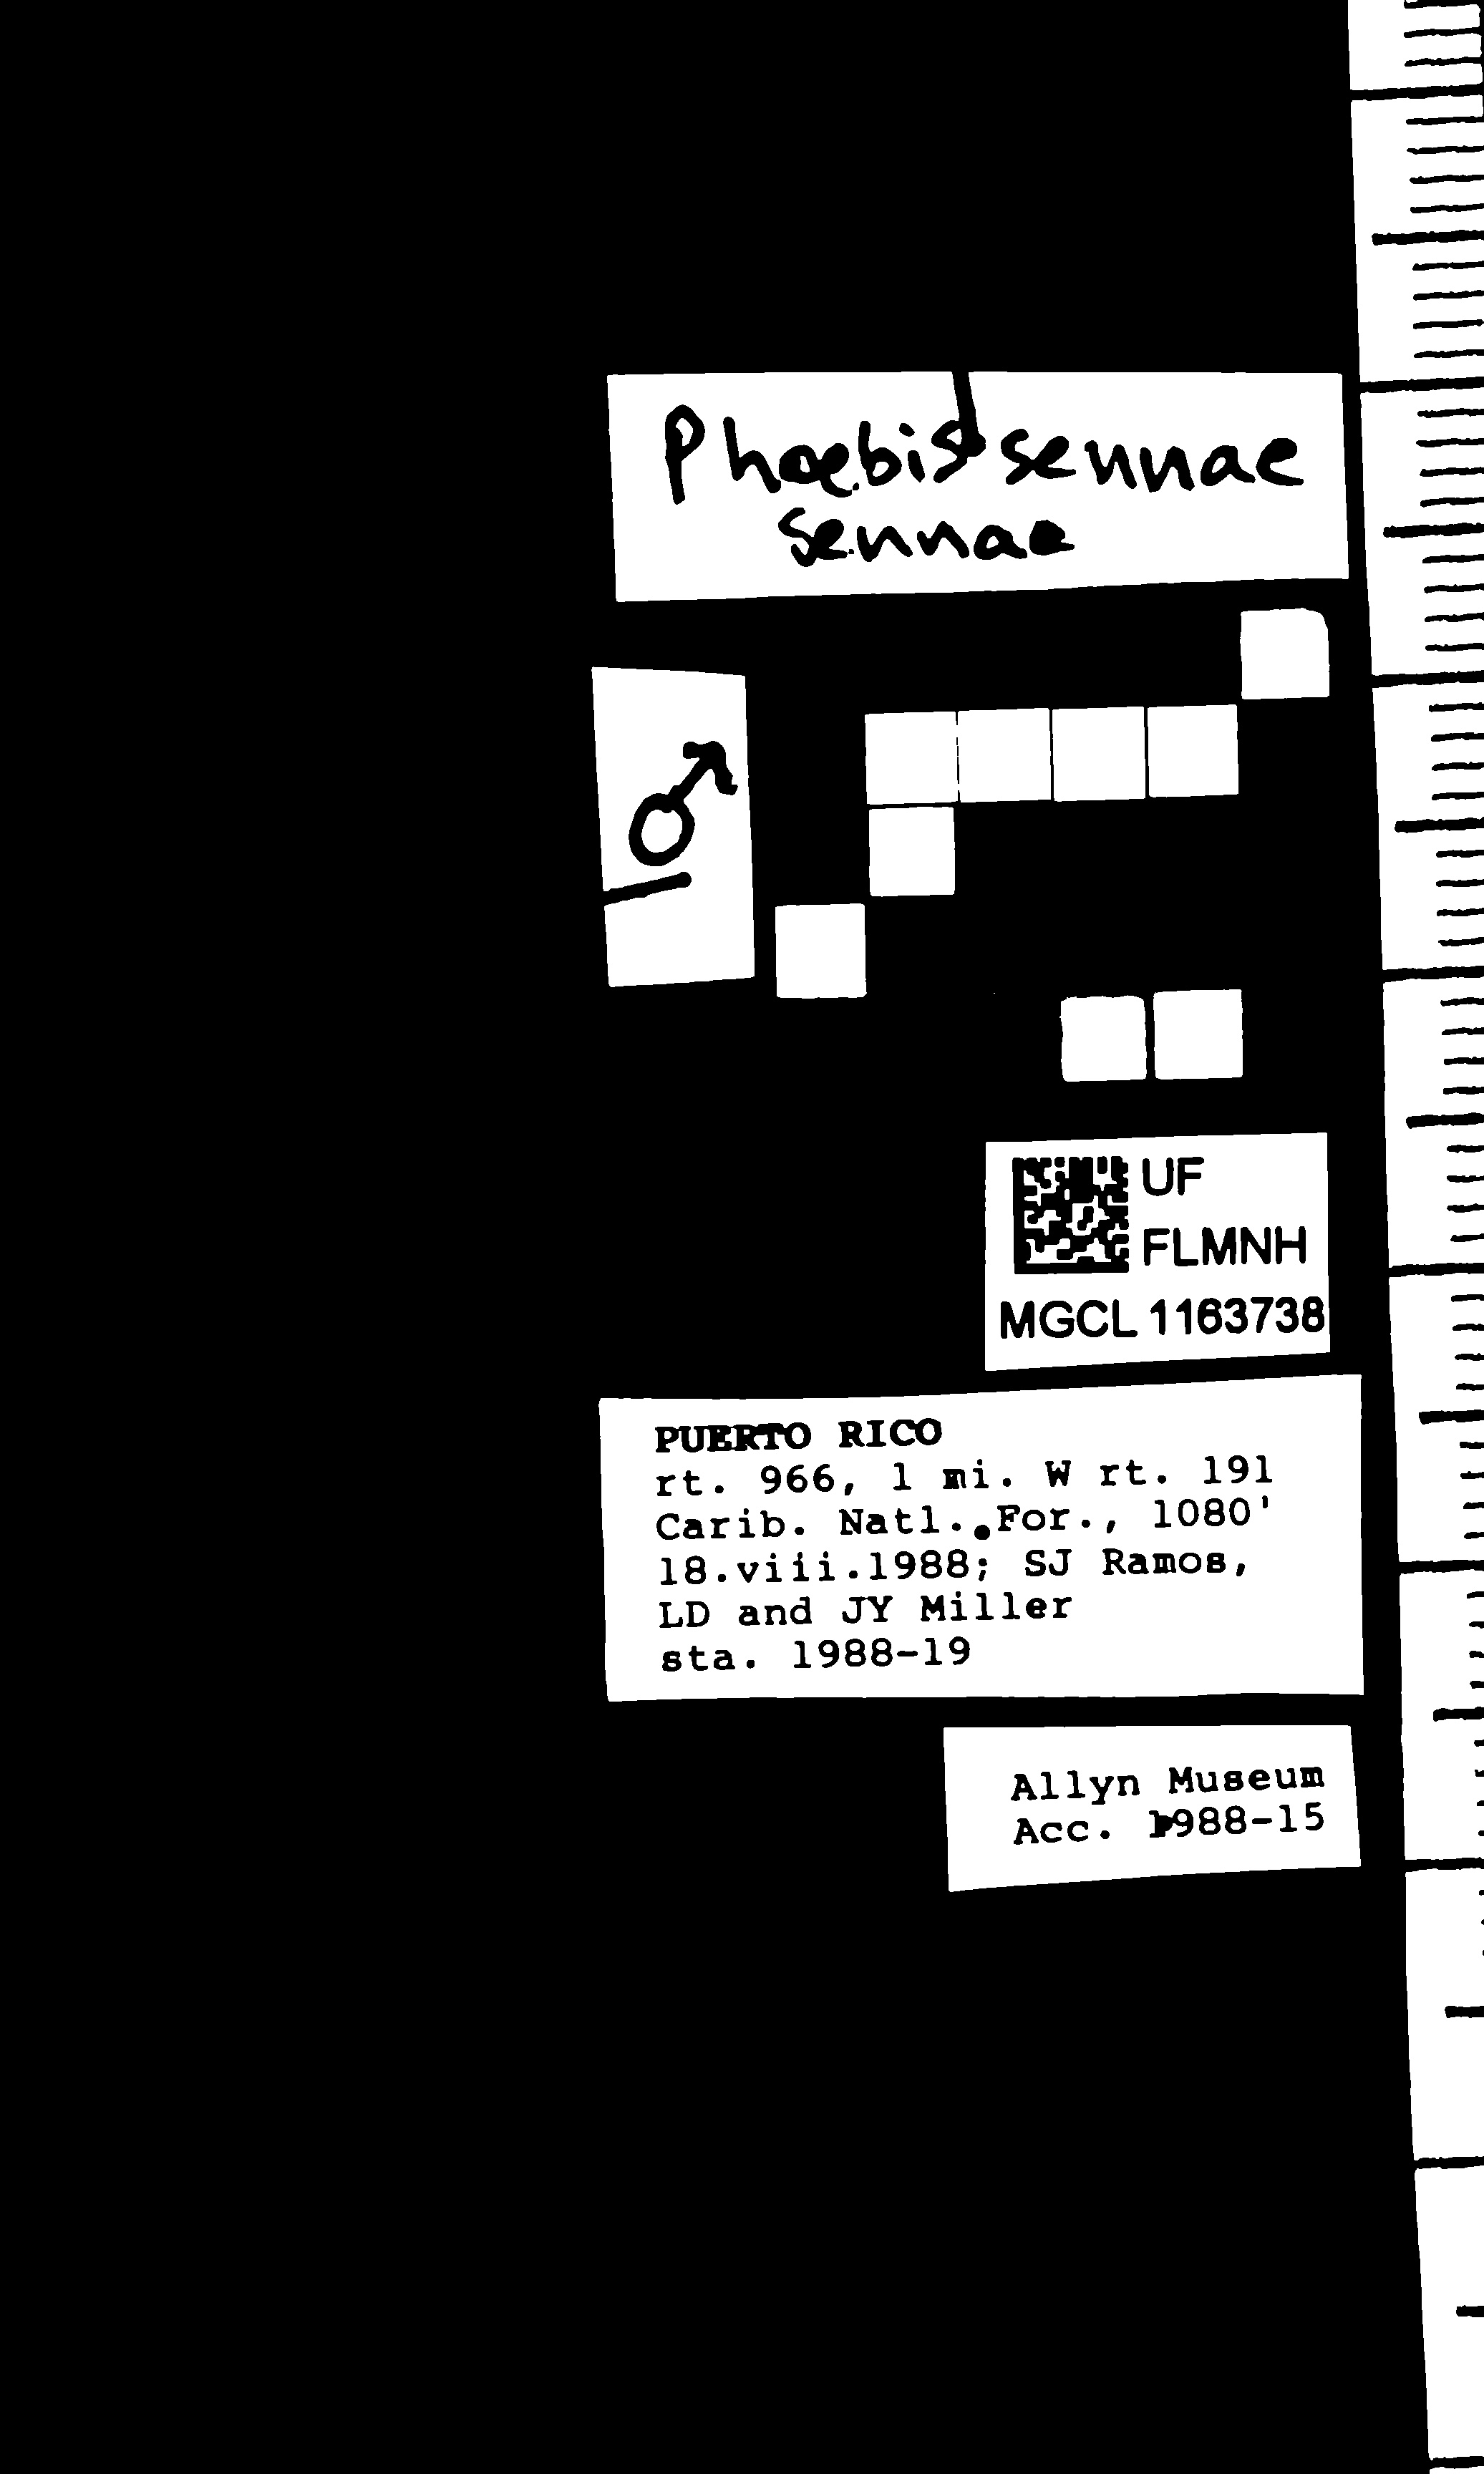 Phoebis sennae
sennae
♂
UF
FLMNH
MGCL 1163738
PUERTO RICO
rt. 966, 1 mi. W rt. 191
Carib. Natl. For., 1080'
18.viii.1988; SJ Ramos,
LD and JY Miller
sta. 1988-19
Allyn Museum
Acc. 1988-15